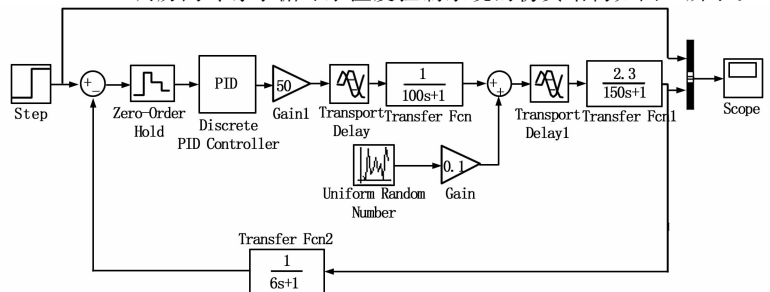 PID
50
1
100s+1
2.3
150s+1
Step
Zero-Order
Hold
Discrete
PID Controller
Gain1
Transport
Delay
Transfer Fcn
Transport
Delay1
Transfer Fcn1
Scope
0.1
Uniform Random
Number
Gain
Transfer Fcn2
1
6s+1